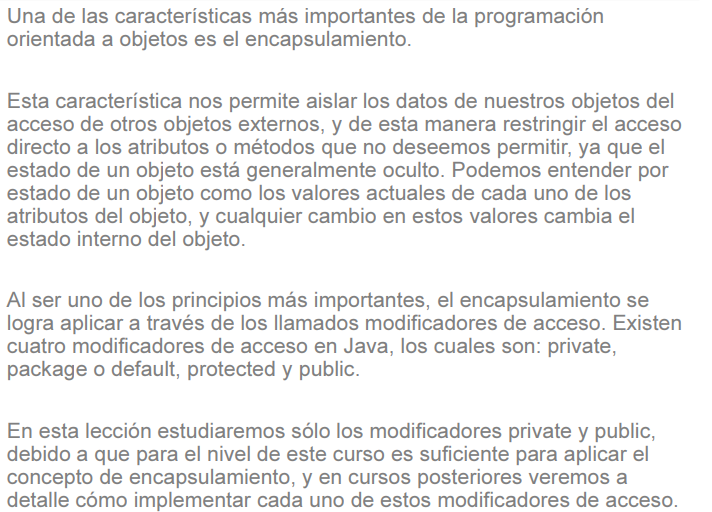 Una de las características más importantes de la programación
orientada a objetos es el encapsulamiento.
Esta característica nos permite aislar los datos de nuestros objetos del
acceso de otros objetos externos, y de esta manera restringir el acceso
directo a los atributos o métodos que no deseemos permitir, ya que el
estado de un objeto está generalmente oculto. Podemos entender por
estado de un objeto como los valores actuales de cada uno de los
atributos del objeto, y cualquier cambio en estos valores cambia el
estado interno del objeto.
Al ser uno de los principios más importantes, el encapsulamiento se
logra aplicar a través de los llamados modificadores de acceso. Existen
cuatro modificadores de acceso en Java, los cuales son: private,
package o default, protected y public.
En esta lección estudiaremos sólo los modificadores private y public,
debido a que para el nivel de este curso es suficiente para aplicar el
concepto de encapsulamiento, y en cursos posteriores veremos a
detalle cómo implementar cada uno de estos modificadores de acceso.